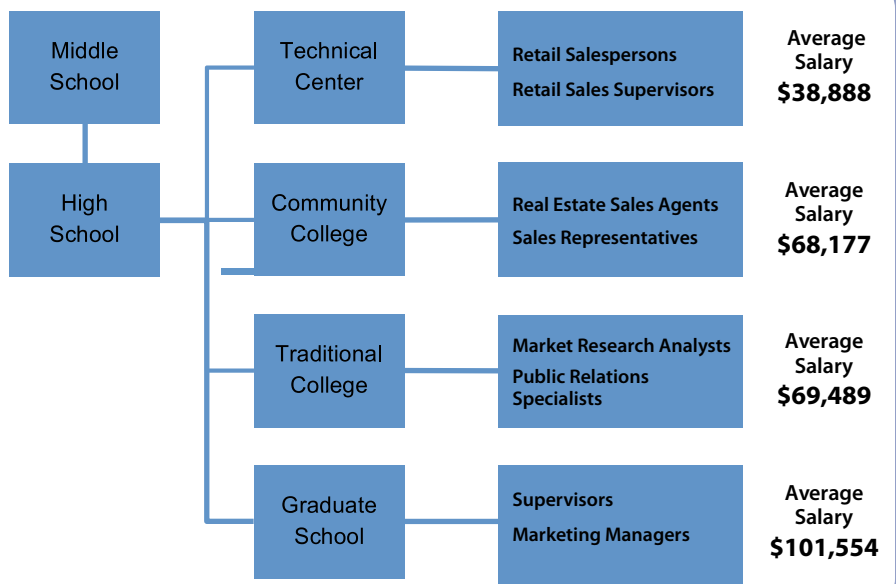 Middle
School
Technical
Center
Retail Salespersons
Retail Sales Supervisors
Average
Salary
$38,888
High
School
Community
College
Real Estate Sales Agents
Sales Representatives
Average
Salary
$68,177
Traditional
College
Market Research Analysts
Public Relations
Specialists
Average
Salary
$69,489
Graduate
School
Supervisors
Marketing Managers
Average
Salary
$101,554